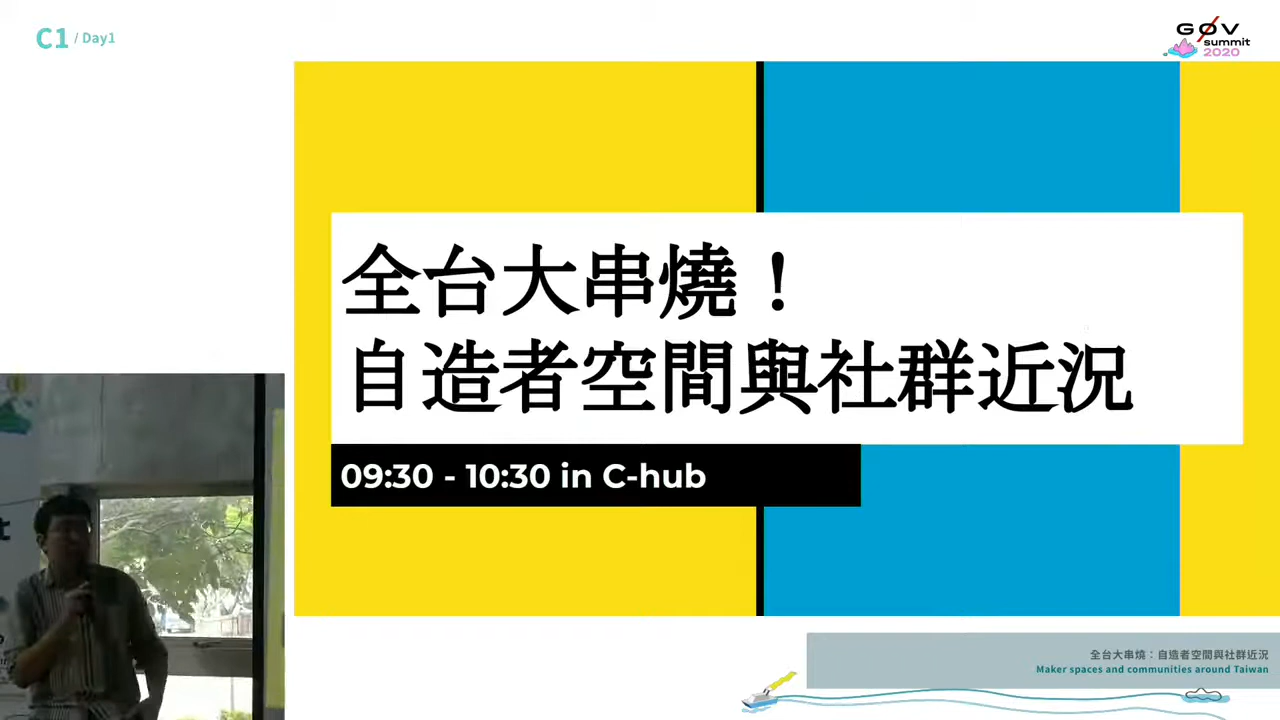 C1 / Day1
GØV
summit
2020
全台大串燒！
自造者空間與社群近況
09:30 - 10:30 in C-hub
全台大串燒：自造者空間與社群近況
Maker spaces and communities around Taiwan